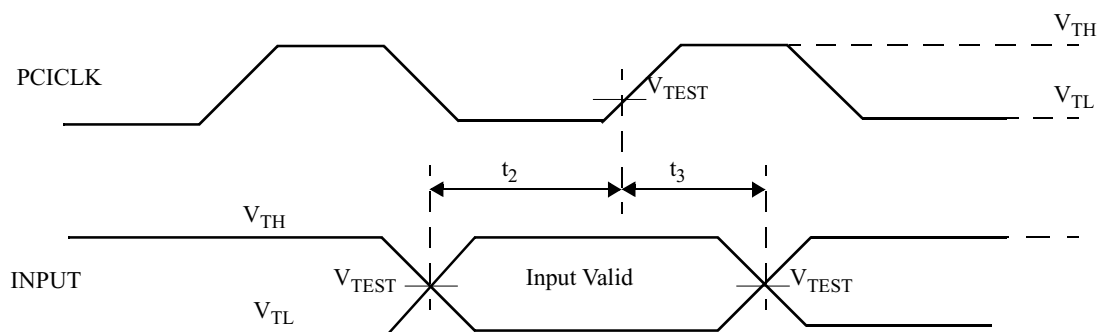 V_TH
PCICLK
V_TEST
V_TL
t_2
t_3
V_TH
INPUT
V_TEST
Input Valid
V_TEST
V_TL